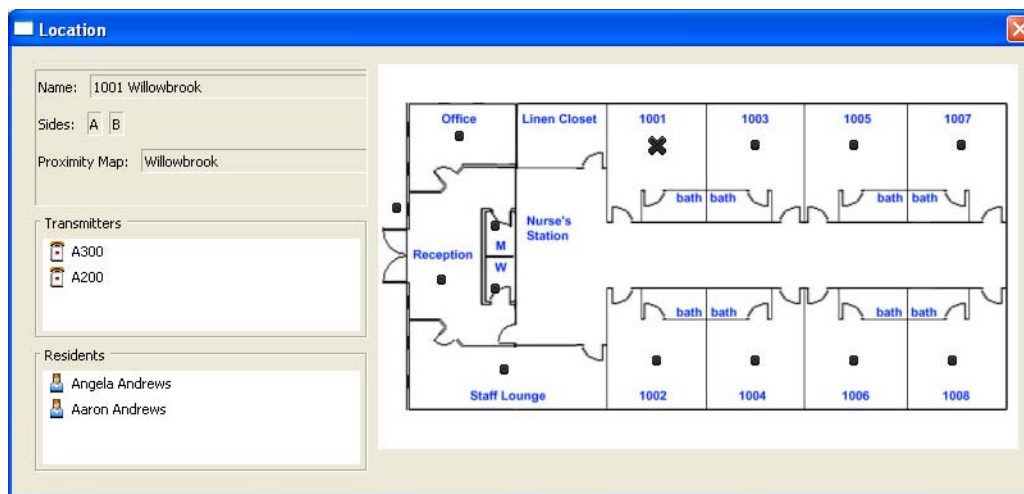 Location
Name: 1001 Willowbrook
Sides: A B
Proximity Map: Willowbrook
Transmitters
A300
A200
Residents
Angela Andrews
Aaron Andrews
Office Linen Closet 1001 1003 1005 1007
bath bath bath bath
Nurse's
Station
M
Reception
W
bath bath bath bath
Staff Lounge 1002 1004 1006 1008